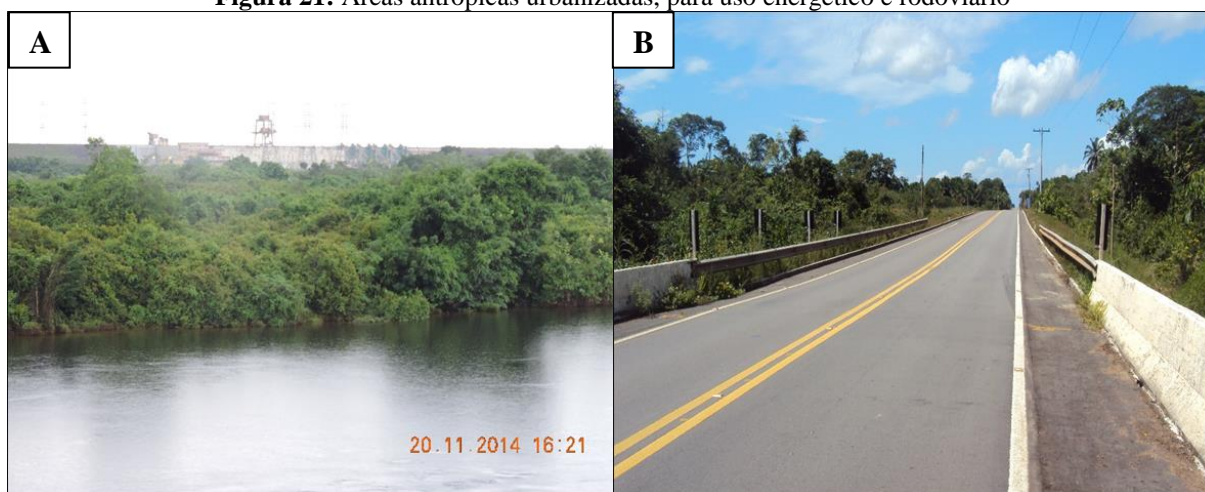 Figura 21: Áreas antrópicas urbanizadas, para uso energético e rodoviário
A
B
20.11.2014 16:21